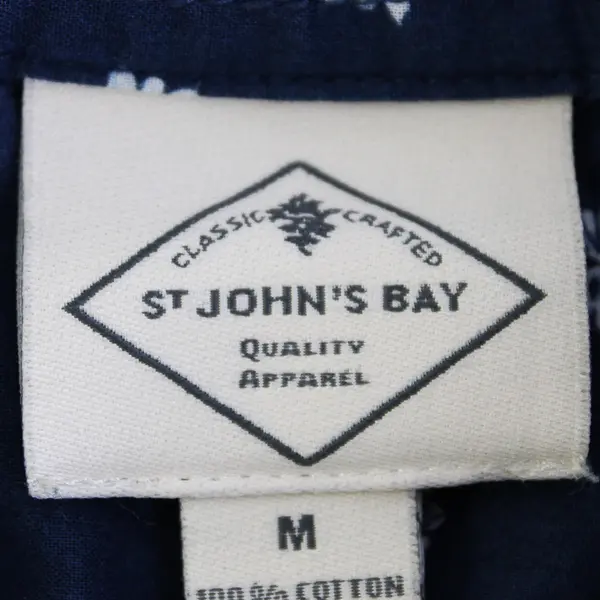 CLASSIC CRAFTED
ST JOHN'S BAY
QUALITY
APPAREL
M
100% COTTON